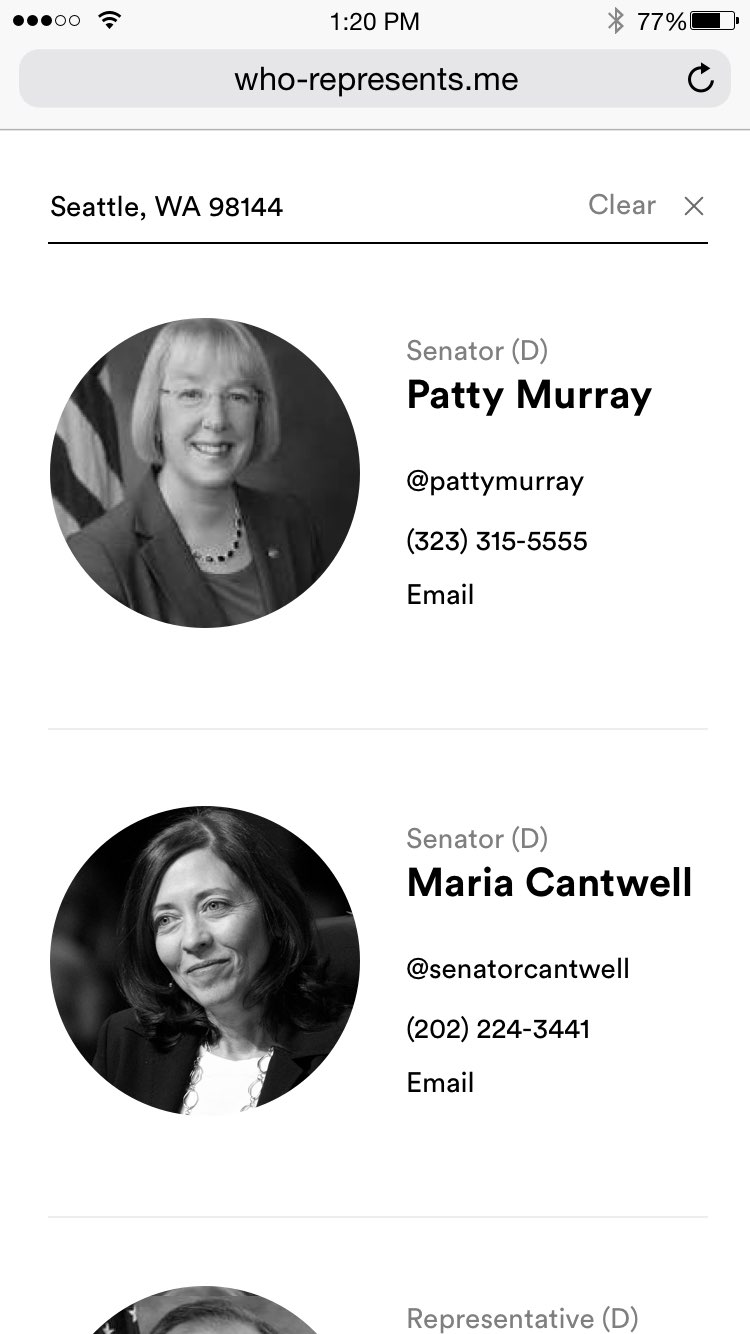 1:20 PM 77%
who-represents.me
Seattle, WA 98144 Clear
Senator (D)
Patty Murray
@pattymurray
(323) 315-5555
Email
Senator (D)
Maria Cantwell
@senatorcantwell
(202) 224-3441
Email
Representative (D)